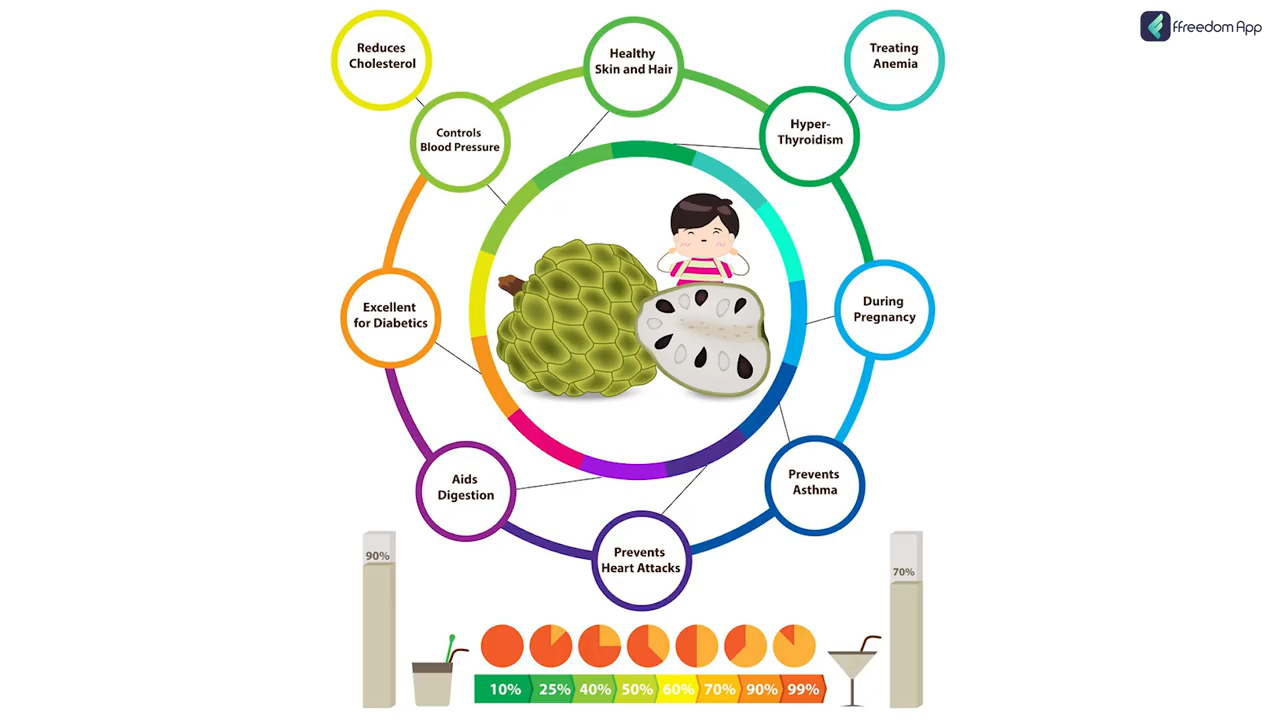 ffreedom App
Reduces
Cholesterol
Healthy
Skin and Hair
Treating
Anemia
Controls
Blood Pressure
Hyper-
Thyroidism
Excellent
for Diabetics
During
Pregnancy
Aids
Digestion
Prevents
Asthma
Prevents
Heart Attacks
90%
70%
10% 25% 40% 50% 60% 70% 90% 99%